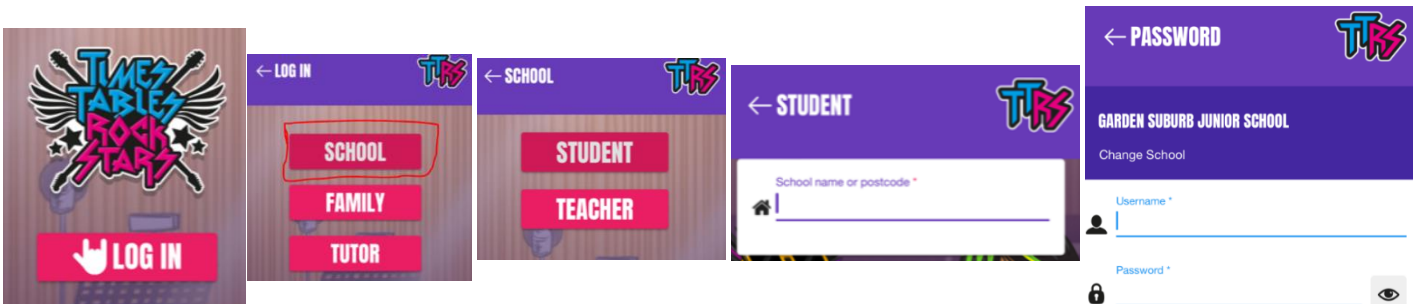 TIMES
TABLES
ROCK
STARS
LOG IN
← LOG IN
TTRS
SCHOOL
FAMILY
TUTOR
← SCHOOL
TTRS
STUDENT
TEACHER
← STUDENT
TTRS
School name or postcode *
← PASSWORD
TTRS
GARDEN SUBURB JUNIOR SCHOOL
Change School
Username *
Password *